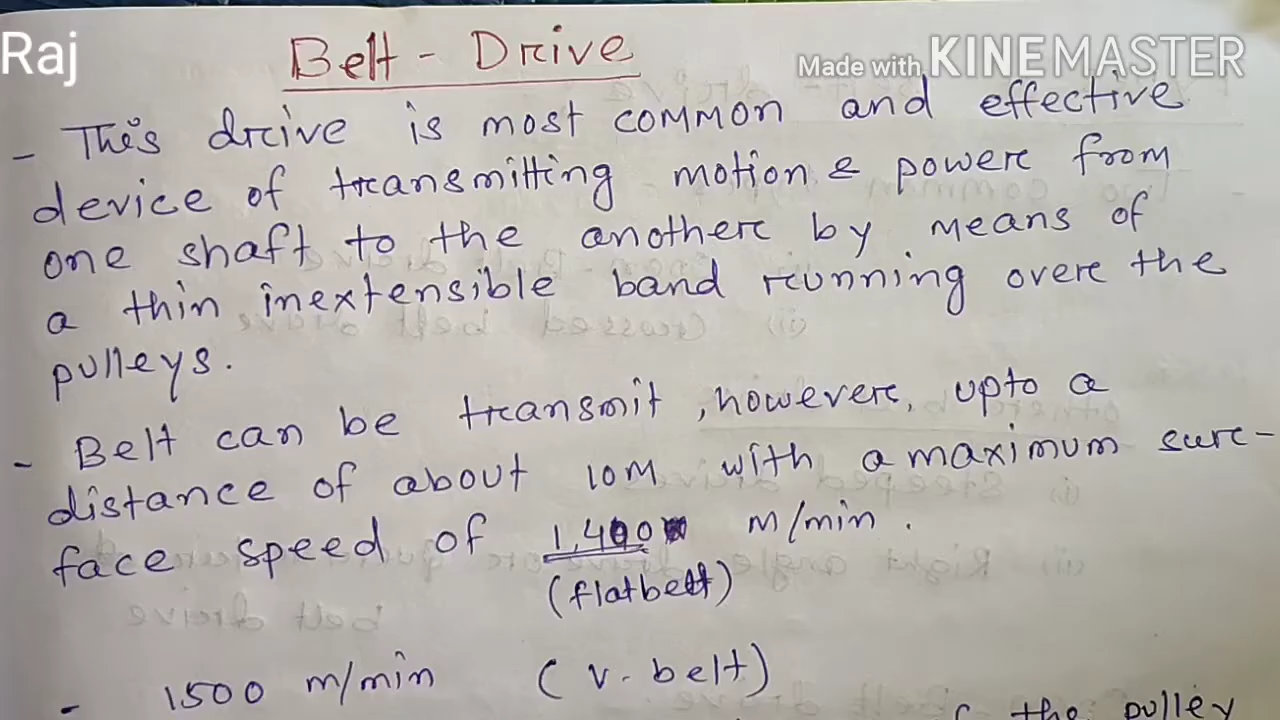 Raj
Made with KINEMASTER
Belt - Drive
- This drive is most common and effective
device of transmitting motion & power from
one shaft to the another by means of
a thin inextensible band running over the
pulleys.
- Belt can be transmit, however, upto a
distance of about 10M with a maximum sur-
face speed of 1,400 m/min.
(flatbelt)
- 1500 m/min (v-belt)
the pulley